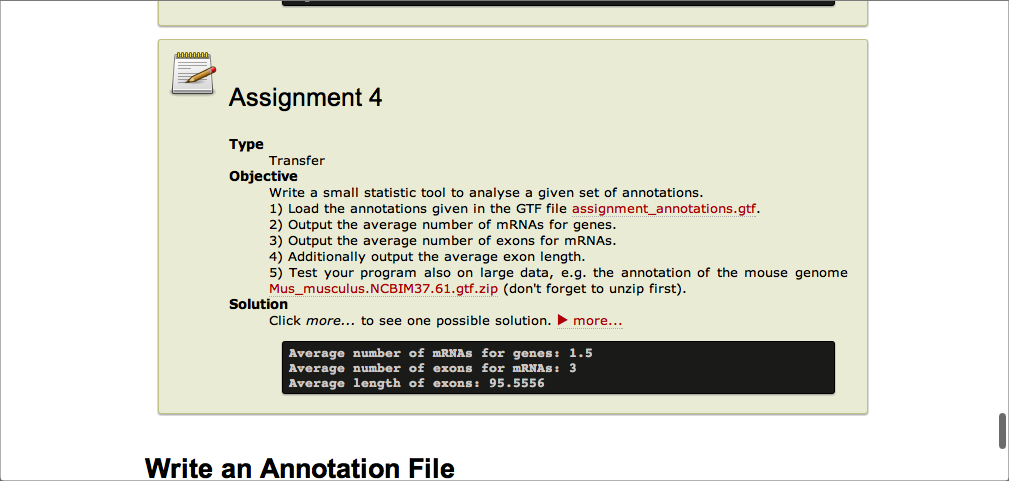 Assignment 4
Type
Transfer
Objective
Write a small statistic tool to analyse a given set of annotations.
1) Load the annotations given in the GTF file assignment_annotations.gtf.
2) Output the average number of mRNAs for genes.
3) Output the average number of exons for mRNAs.
4) Additionally output the average exon length.
5) Test your program also on large data, e.g. the annotation of the mouse genome
Mus_musculus.NCBIM37.61.gtf.zip (don't forget to unzip first).
Solution
Click more... to see one possible solution. ▶ more...
Average number of mRNAs for genes: 1.5
Average number of exons for mRNAs: 3
Average length of exons: 95.5556
Write an Annotation File